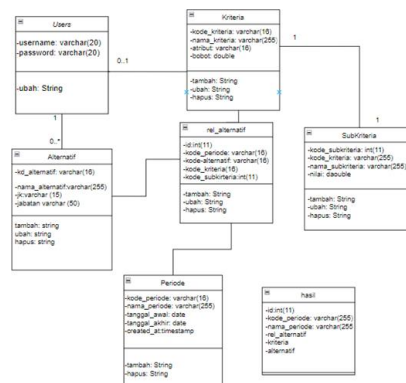 Users
-username: varchar(20)
-password: varchar(20)
-ubah: String
Kriteria
-kode_kriteria: varchar(16)
-nama_kriteria: varchar(255)
-atribut: varchar(16)
-bobot: double
-tambah: String
-ubah: String
-hapus: String
0..1
1
1
1
0..*
Alternatif
-kd_alternatif: varchar(16)
-nama_alternatif:varchar(255)
-jk:varchar (15)
-jabatan varchar (50)
tambah: string
ubah: string
hapus: string
rel_alternatif
-id:int(11)
-kode_periode: varchar(16)
-kode-alternatif: varchar(16)
-kode_kriteria(16)
-kode_subkirteria:int(11)
-tambah: String
-ubah: String
-hapus: String
SubKriteria
-kode_subkriteria: int(11)
-kode_kriteria: varchar(255)
-nama_subkriteria: varchar(255)
-nilai: daouble
-tambah: String
-ubah: String
-hapus: String
Periode
-kode_periode: varchar(16)
-nama_periode: varchar(255)
-tanggal_awal: date
-tanggal_akhir: date
-created_at:timestamp
-tambah: String
-hapus: String
hasil
-id:int(11)
-kode_periode: varchar(255)
-nama_periode: varchar(255
-rel_alternatif
-kriteria
-alternatif